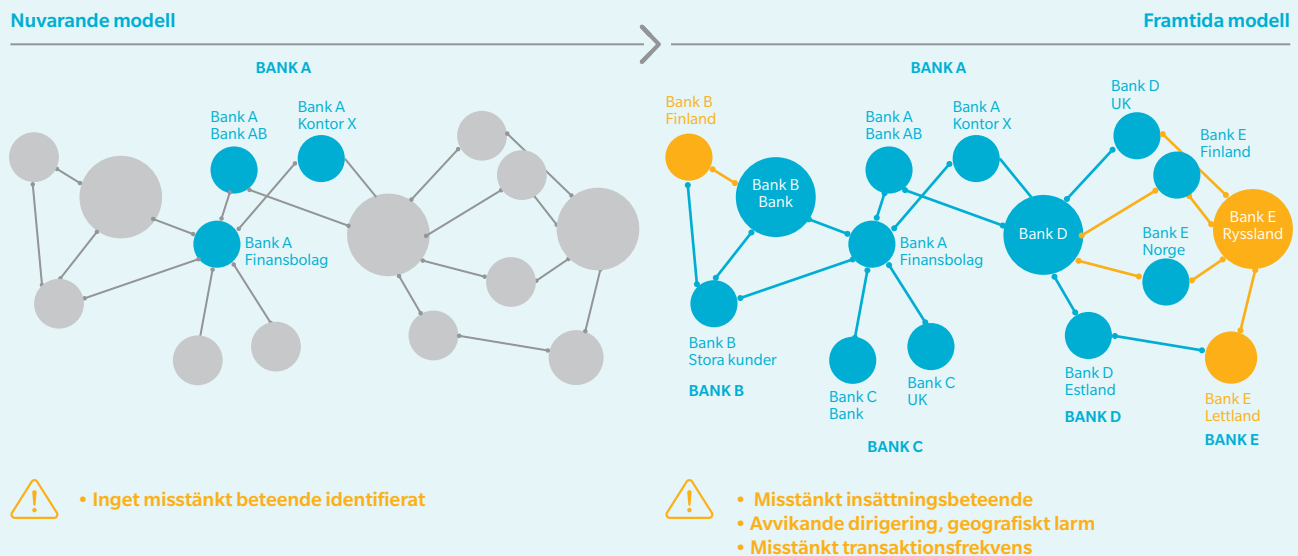 Nuvarande modell
Framtida modell
BANK A
Bank A
Bank AB
Bank A
Kontor X
Bank A
Finansbolag
BANK A
Bank B
Finland
Bank B
Bank
Bank A
Bank AB
Bank A
Kontor X
Bank D
UK
Bank E
Finland
Bank D
Bank E
Ryssland
Bank E
Norge
Bank A
Finansbolag
Bank B
Stora kunder
BANK B
Bank C
Bank
Bank C
UK
BANK C
Bank D
Estland
BANK D
Bank E
Lettland
BANK E
• Inget misstänkt beteende identifierat
• Misstänkt insättningsbeteende
• Avvikande dirigering, geografiskt larm
• Misstänkt transaktionsfrekvens